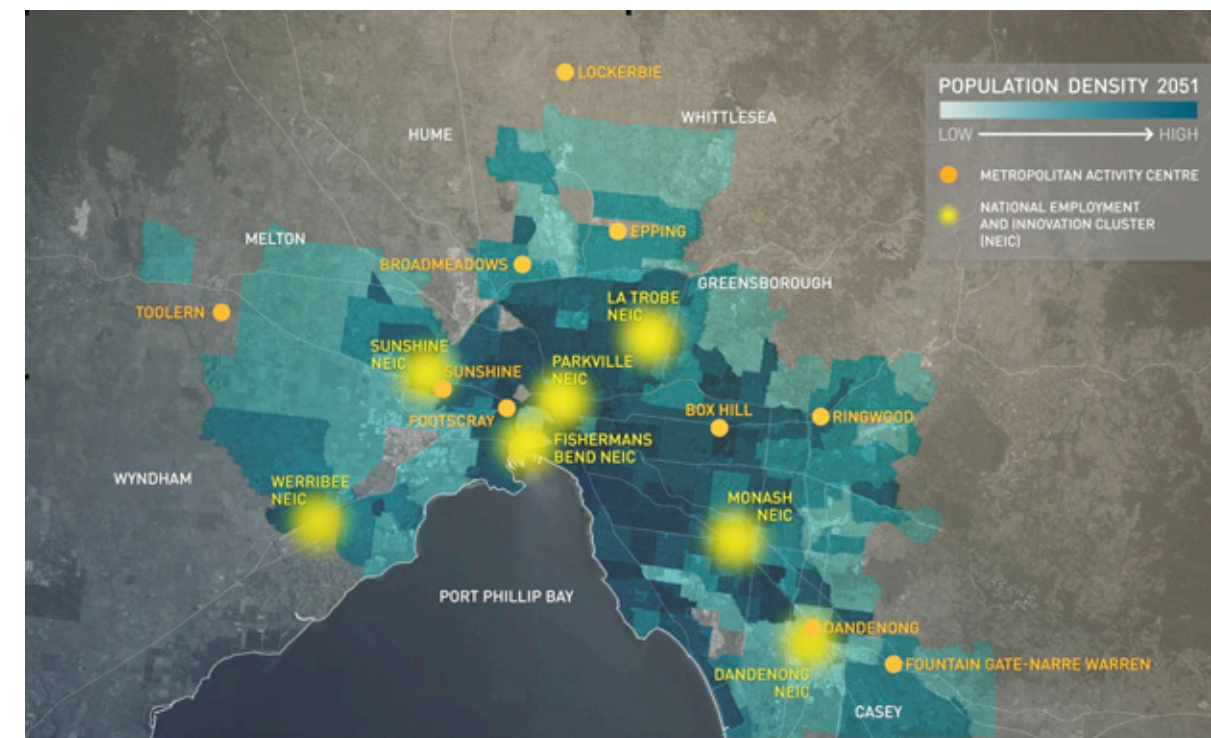 LOCKERBIE
POPULATION DENSITY 2051
LOW
HIGH
METROPOLITAN ACTIVITY CENTRE
NATIONAL EMPLOYMENT
AND INNOVATION CLUSTER
(NEIC)
WHITTLESEA
HUME
EPPING
MELTON
BROADMEADOWS
GREENSBOROUGH
LA TROBE
NEIC
TOOLERN
SUNSHINE
NEIC
SUNSHINE
PARKVILLE
NEIC
FOOTSCRAY
BOX HILL
RINGWOOD
FISHERMANS
BEND NEIC
WYNDHAM
WERRIBEE
NEIC
MONASH
NEIC
PORT PHILLIP BAY
DANDENONG
FOUNTAIN GATE-NARRE WARREN
DANDENONG
NEIC
CASEY